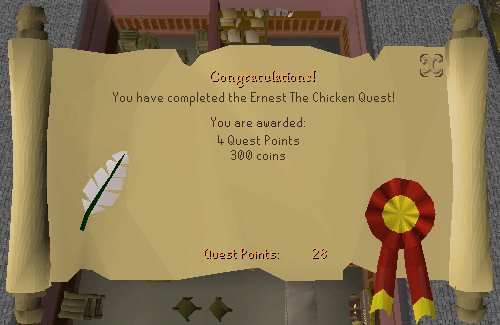 Congratulations!
You have completed the Ernest The Chicken Quest!
You are awarded:
4 Quest Points
300 coins
Quest Points: 28